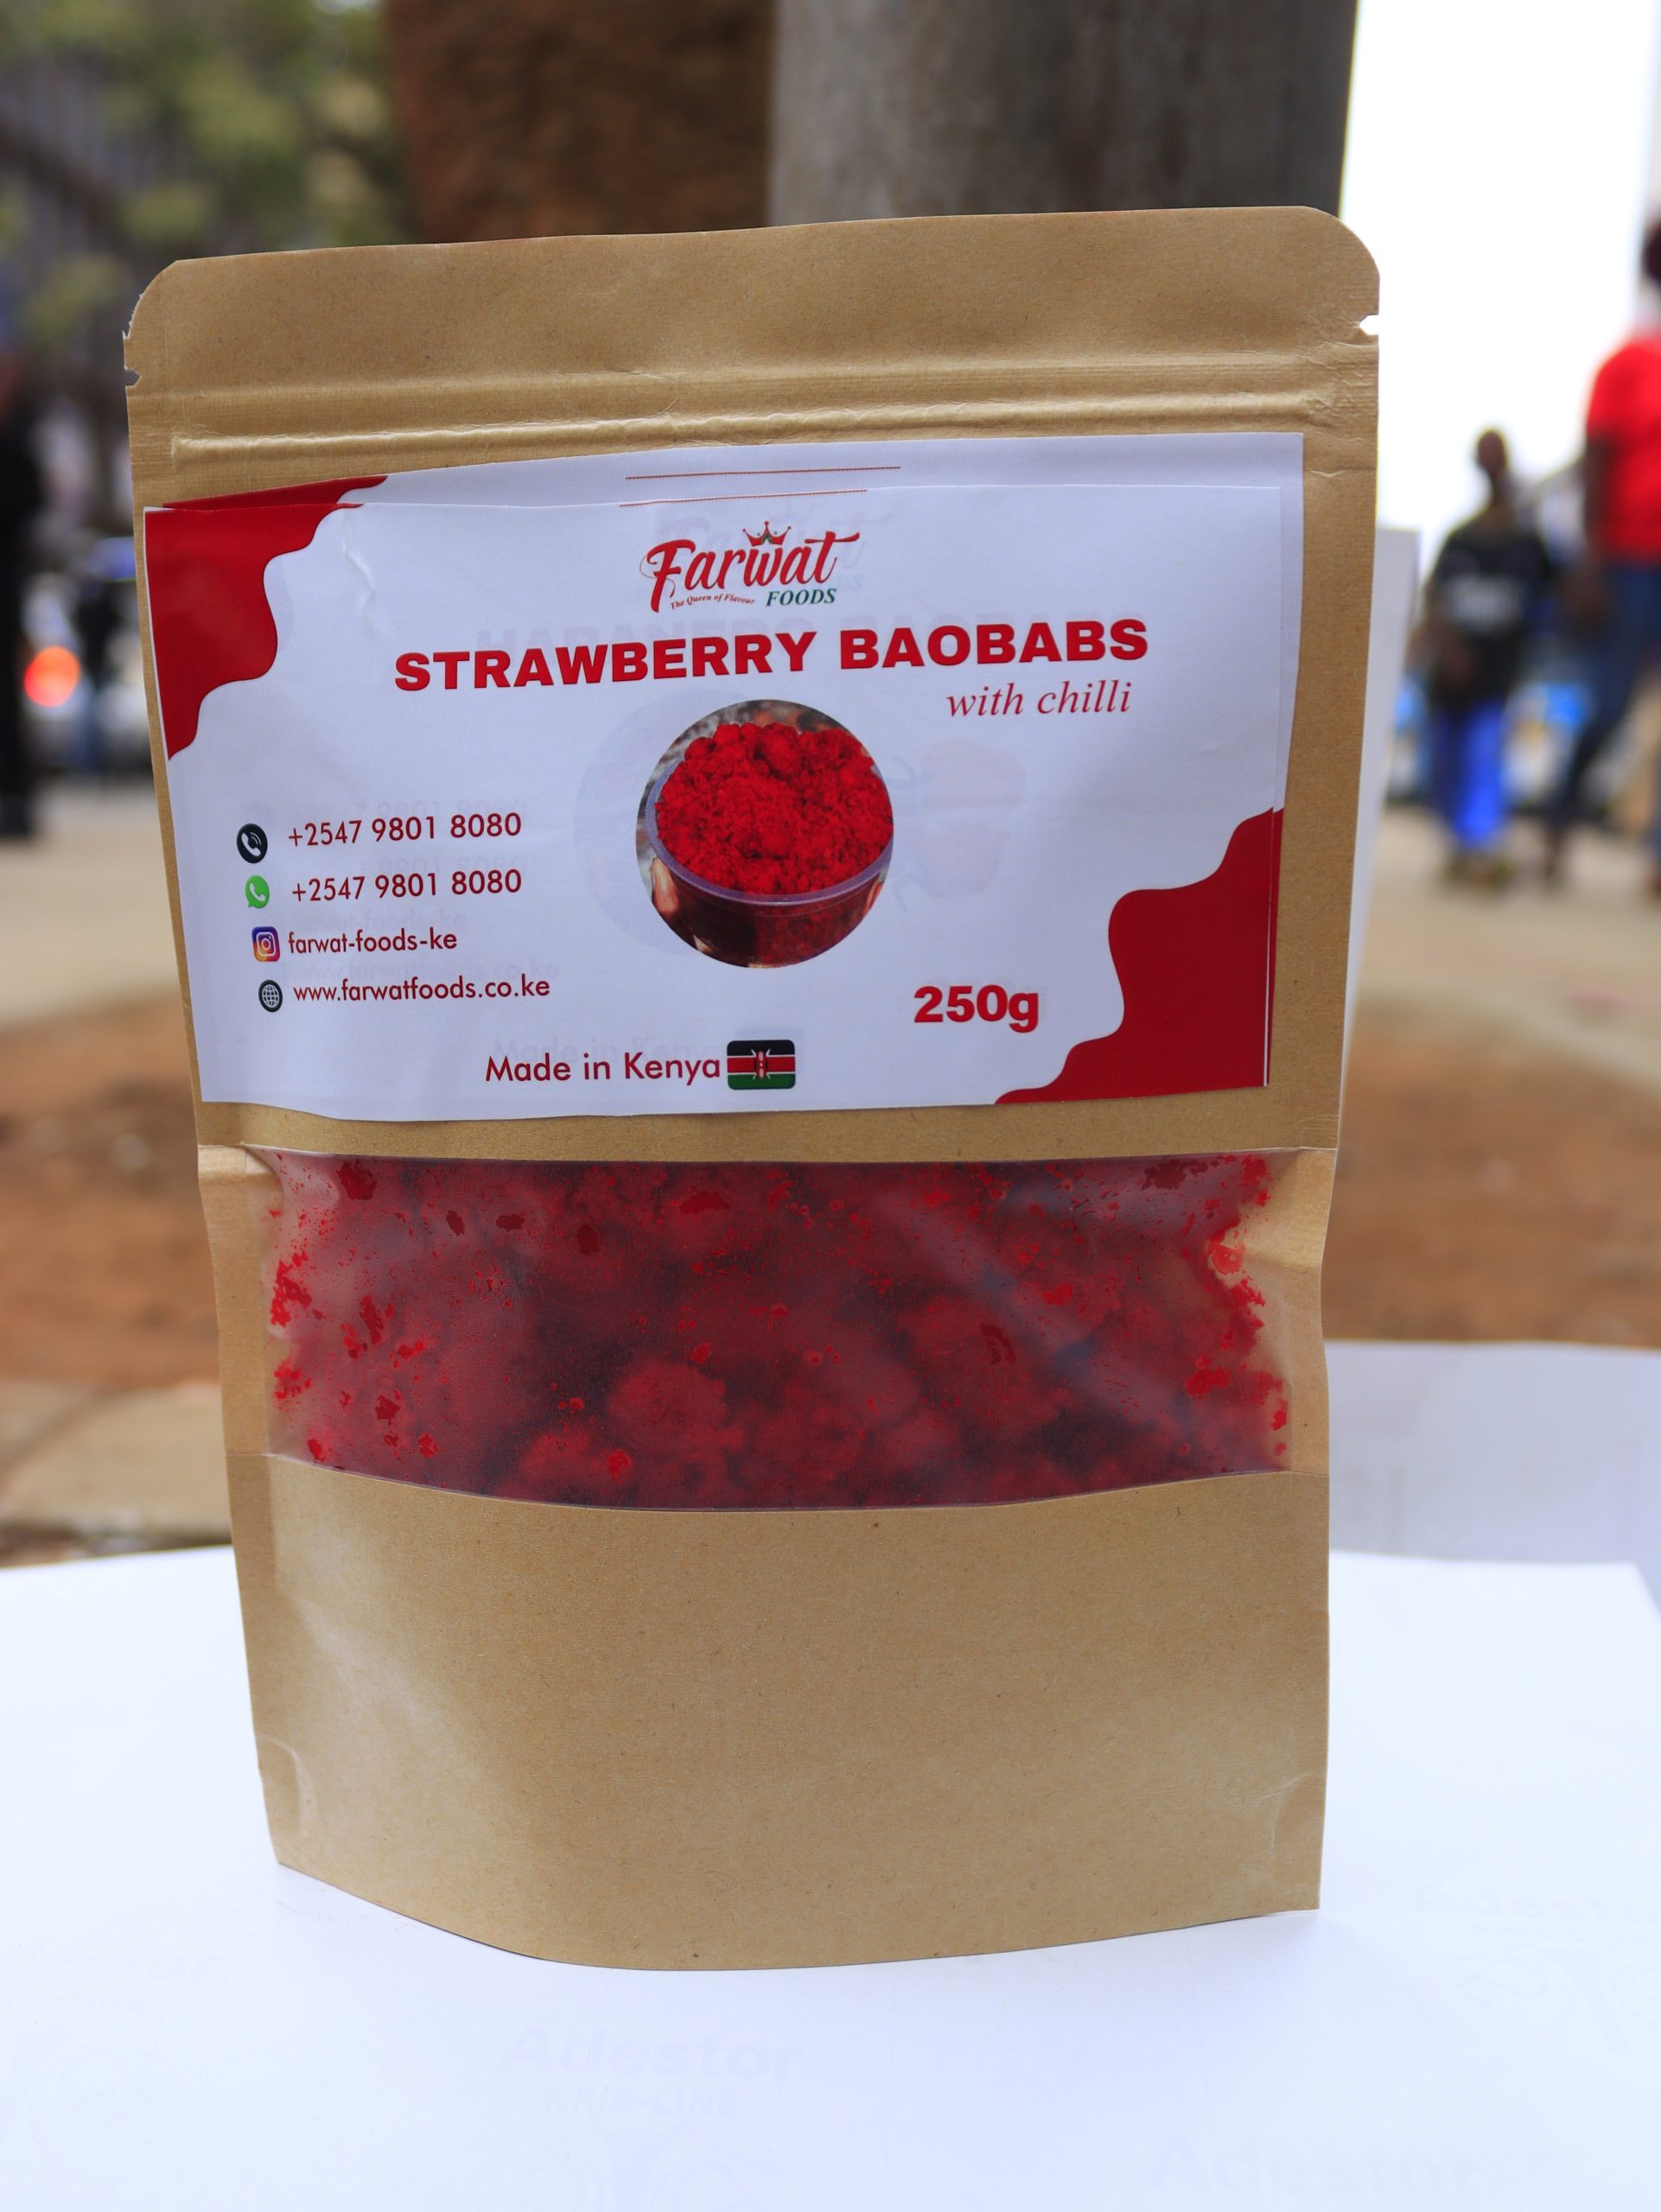 Farwat
The Queen of Flavour FOODS
STRAWBERRY BAOBABS
with chilli
+2547 9801 8080
+2547 9801 8080
farwat-foods-ke
www.farwatfoods.co.ke
250g
Made in Kenya
Adestor